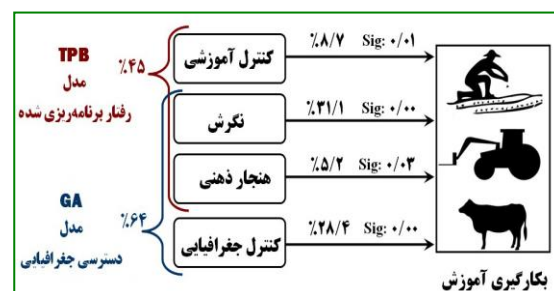 TPB
مدل
رفتار برنامه‌ریزی شده
٪۴۵
GA
مدل
دسترسی جغرافیایی
٪۶۴
کنترل آموزشی
٪۸/۷ Sig: ۰/۰۱
نگرش
٪۳۱/۱ Sig: ۰/۰۰
هنجار ذهنی
٪۵/۲ Sig: ۰/۰۳
کنترل جغرافیایی
٪۲۸/۴ Sig: ۰/۰۰
بکارگیری آموزش